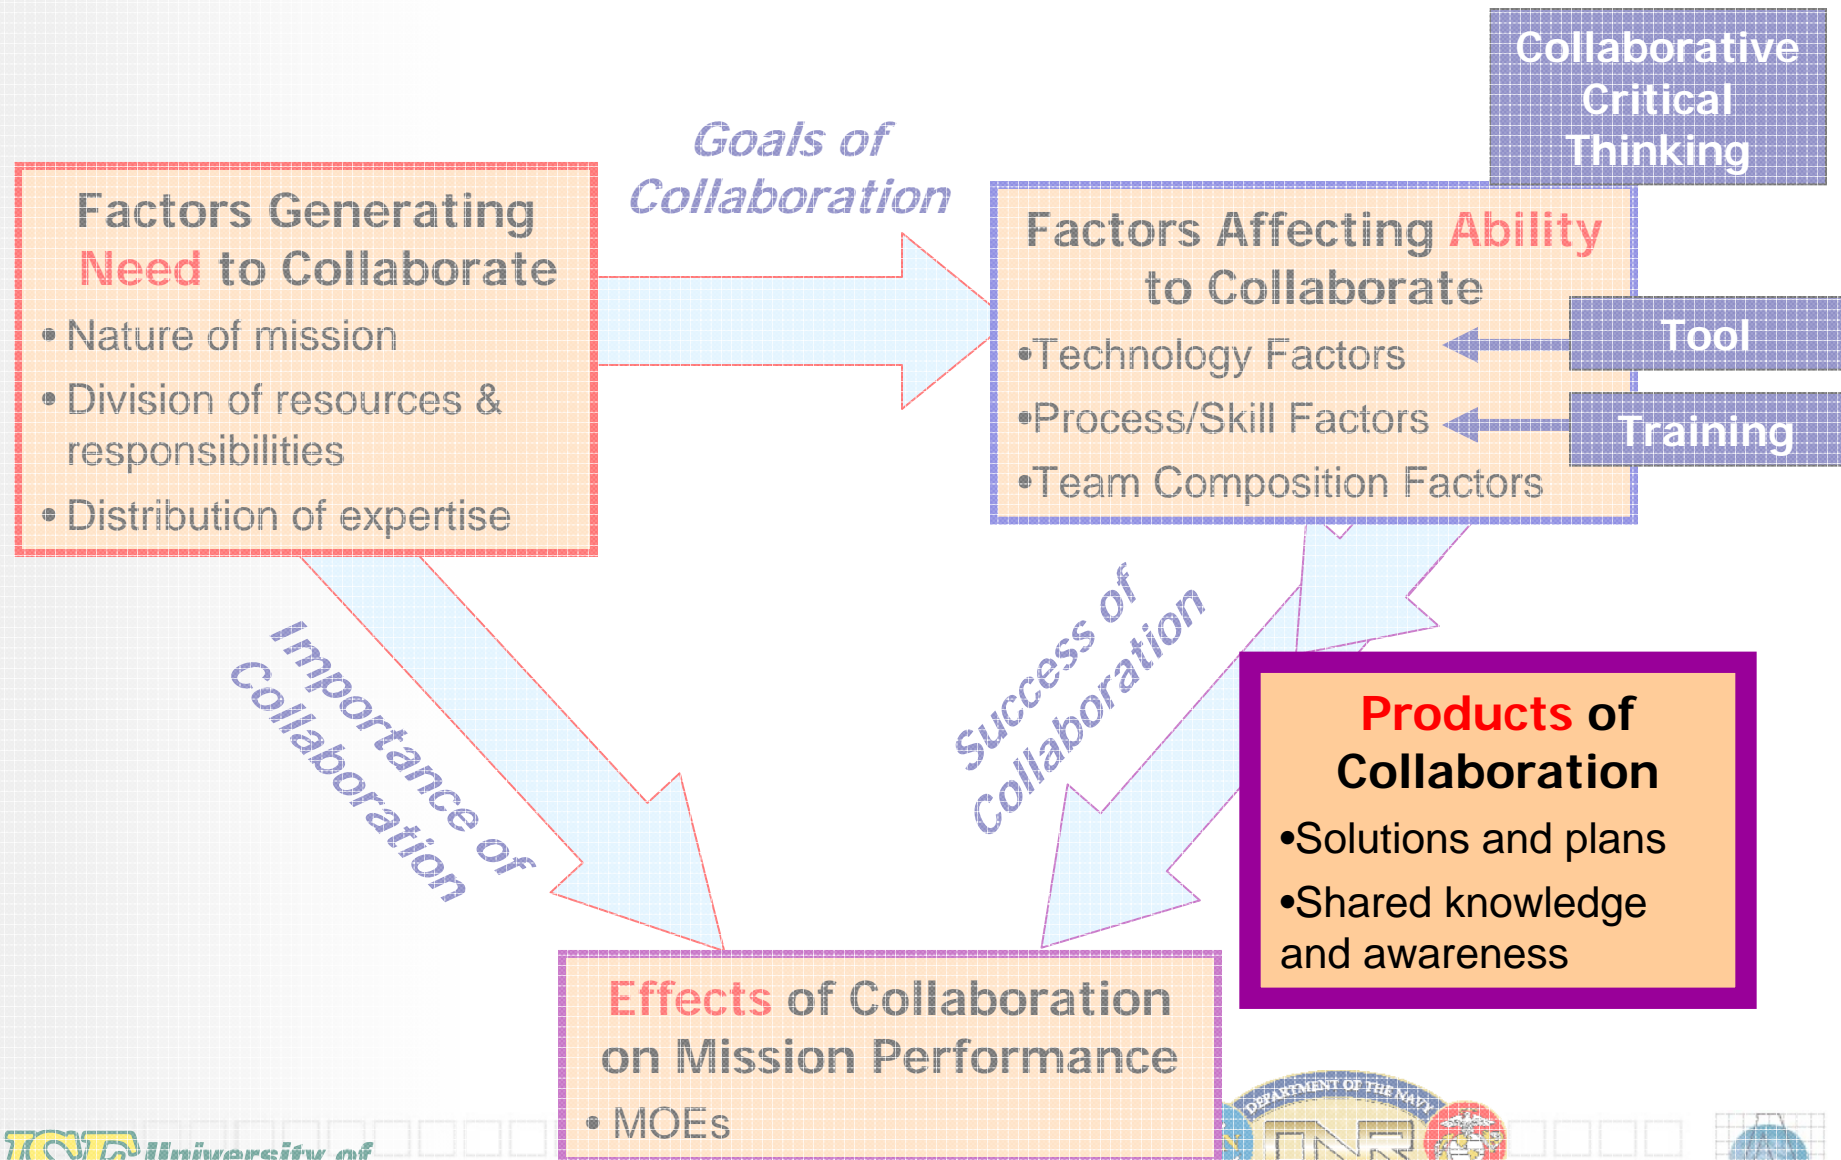 Collaborative
Critical
Thinking
Goals of
Collaboration
Factors Generating
Need to Collaborate
• Nature of mission
• Division of resources &
responsibilities
• Distribution of expertise
Factors Affecting Ability
to Collaborate
•Technology Factors
•Process/Skill Factors
•Team Composition Factors
Tool
Training
Importance of
Collaboration
Success of
Collaboration
Products of
Collaboration
•Solutions and plans
•Shared knowledge
and awareness
Effects of Collaboration
on Mission Performance
• MOEs
University of
DEPARTMENT OF THE NAVY